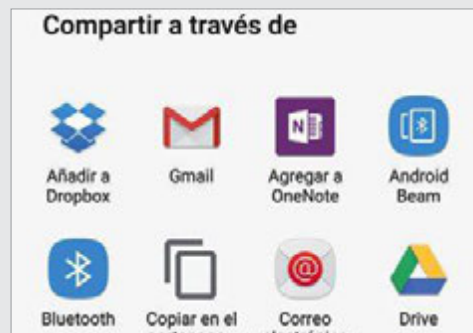 Compartir a través de
Añadir a Dropbox
Gmail
Agregar a OneNote
Android Beam
Bluetooth
Copiar en el
Correo
Drive